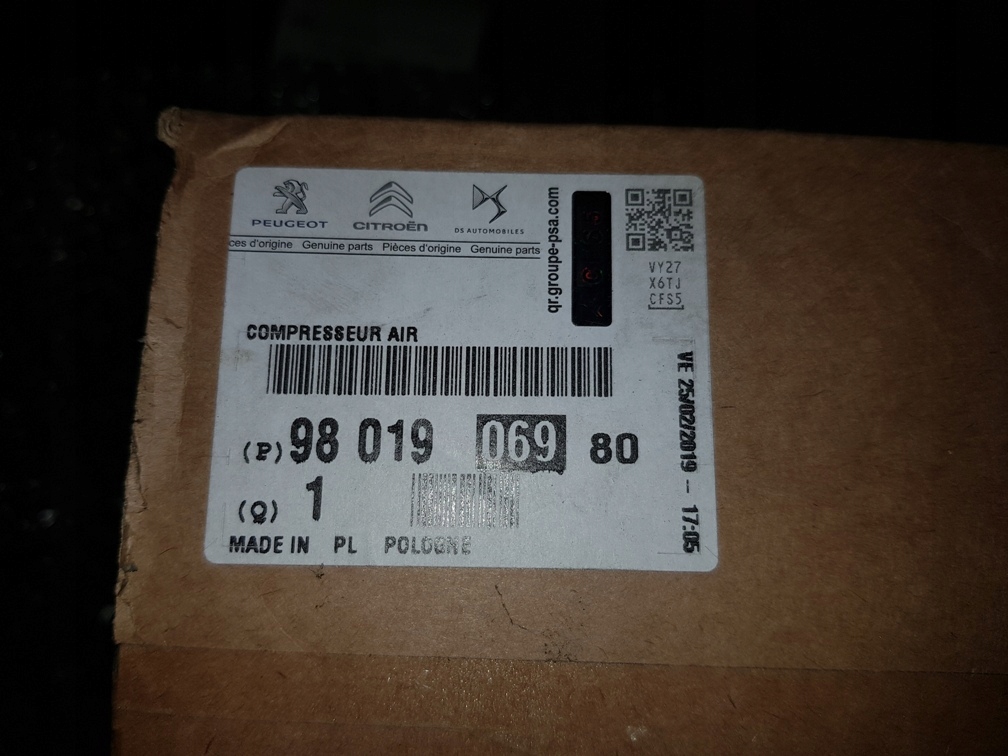 PEUGEOT CITROËN DS AUTOMOBILES
ces d'origine Genuine parts Pièces d'origine Genuine parts
qr.groupe-psa.com
VY27
X6TJ
CFS5
COMPRESSEUR AIR
(P) 98 019 069 80
(Q) 1
MADE IN PL POLOGNE
VE 25/02/2019 -- 17:05